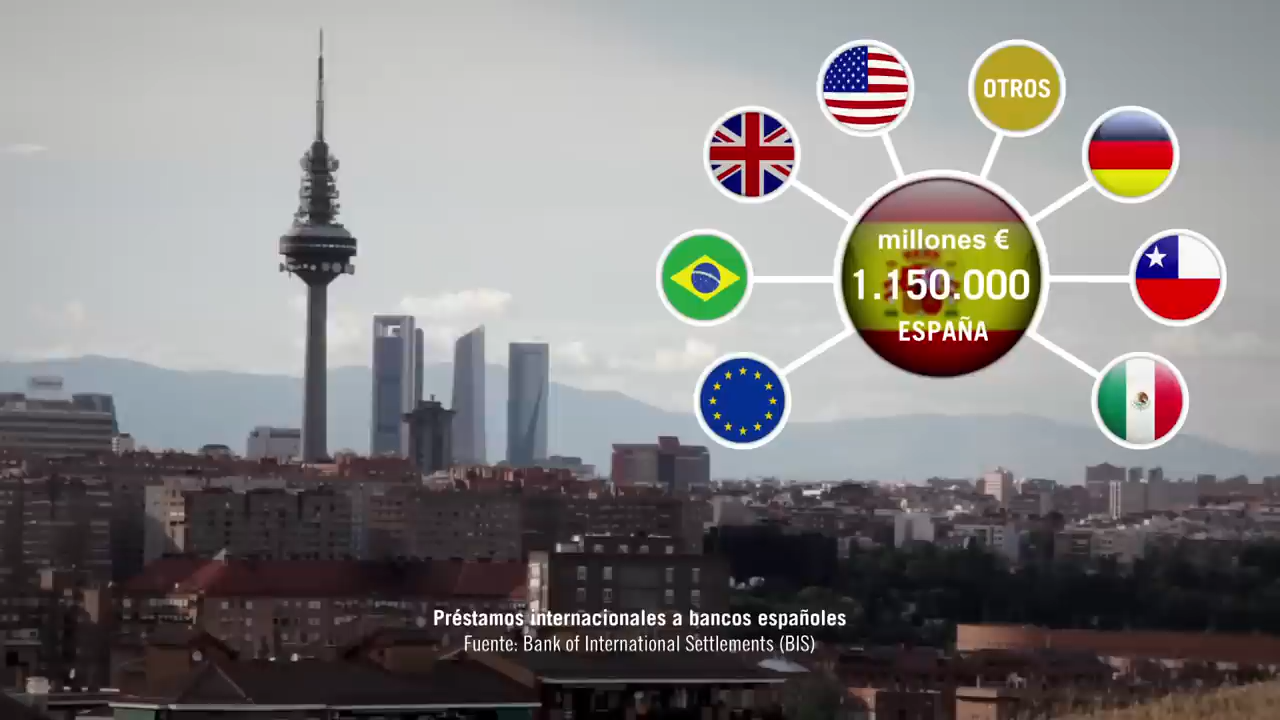 OTROS
millones €
1.150.000
ESPAÑA
Préstamos internacionales a bancos españoles
Fuente: Bank of International Settlements (BIS)